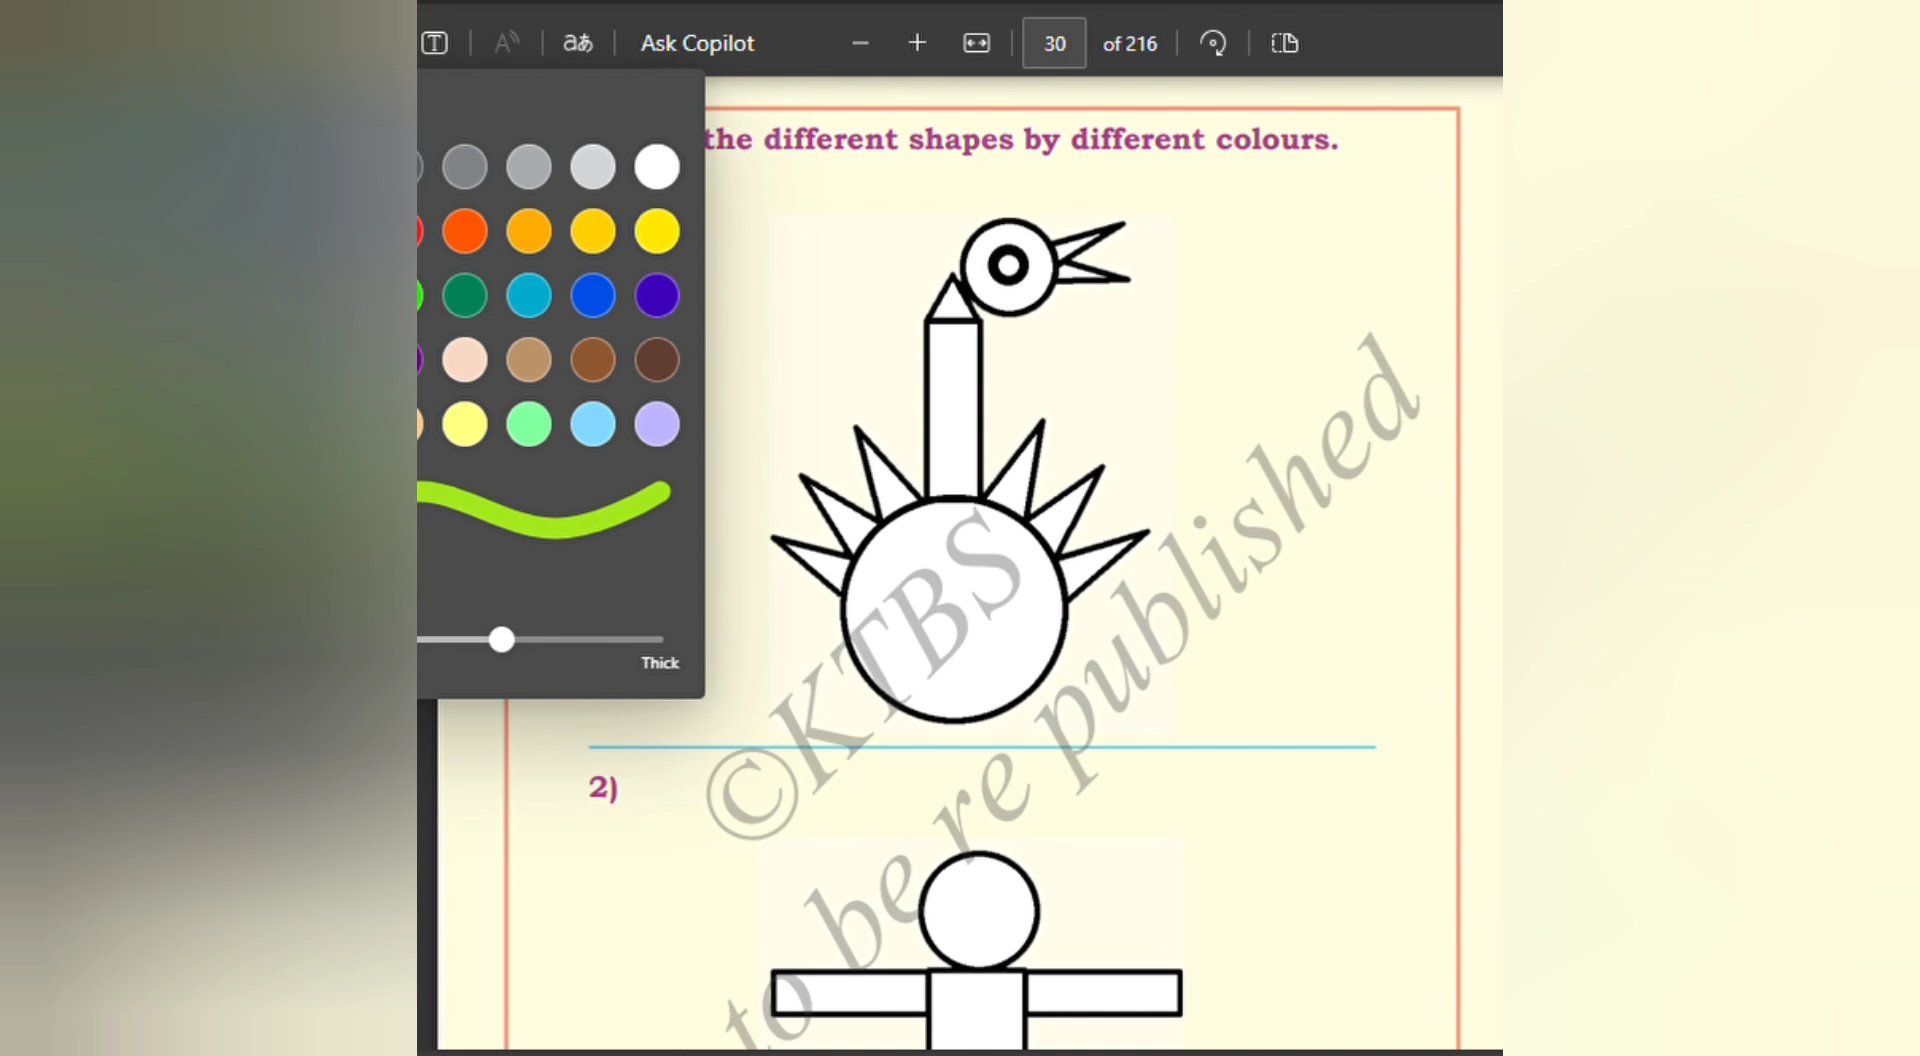 Ask Copilot 30 of 216
the different shapes by different colours.
Thick
2)
©KTBS
to be re published